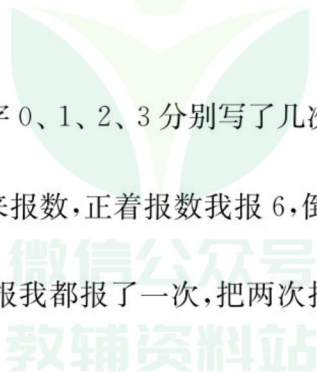 字 0、1、2、3 分别写了几次
来报数,正着报数我报 6,倒
微信公众号
报我都报了一次,把两次报
教辅资料站